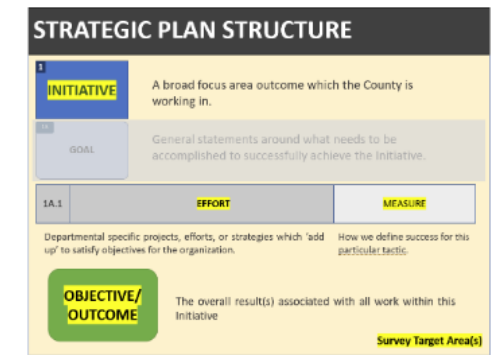 STRATEGIC PLAN STRUCTURE
1
INITIATIVE
A broad focus area outcome which the County is
working in.
GOAL
General statements around what needs to be
accomplished to successfully achieve the Initiative.
1A.1
EFFORT
MEASURE
Departmental specific projects, efforts, or strategies which 'add
up' to satisfy objectives for the organization.
How we define success for this
particular tactic.
OBJECTIVE/
OUTCOME
The overall result(s) associated with all work within this
Initiative
Survey Target Area(s)